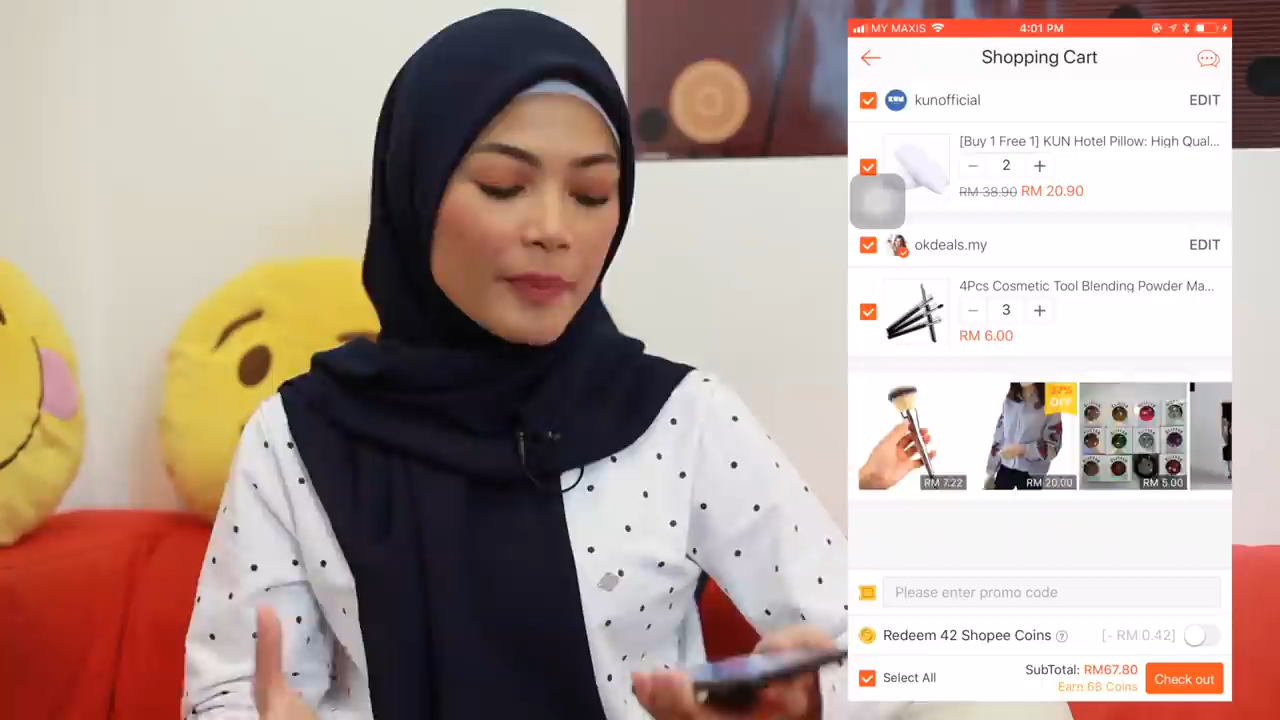 MY MAXIS 4:01 PM
Shopping Cart
KUN kunofficial EDIT
[Buy 1 Free 1] KUN Hotel Pillow: High Qual...
− 2 +
RM 38.90 RM 20.90
okdeals.my EDIT
4Pcs Cosmetic Tool Blending Powder Ma...
− 3 +
RM 6.00
37%
OFF
RM 7.22 RM 20.00 RM 5.00
Please enter promo code
Redeem 42 Shopee Coins ? [- RM 0.42]
Select All SubTotal: RM67.80 Check out
Earn 68 Coins